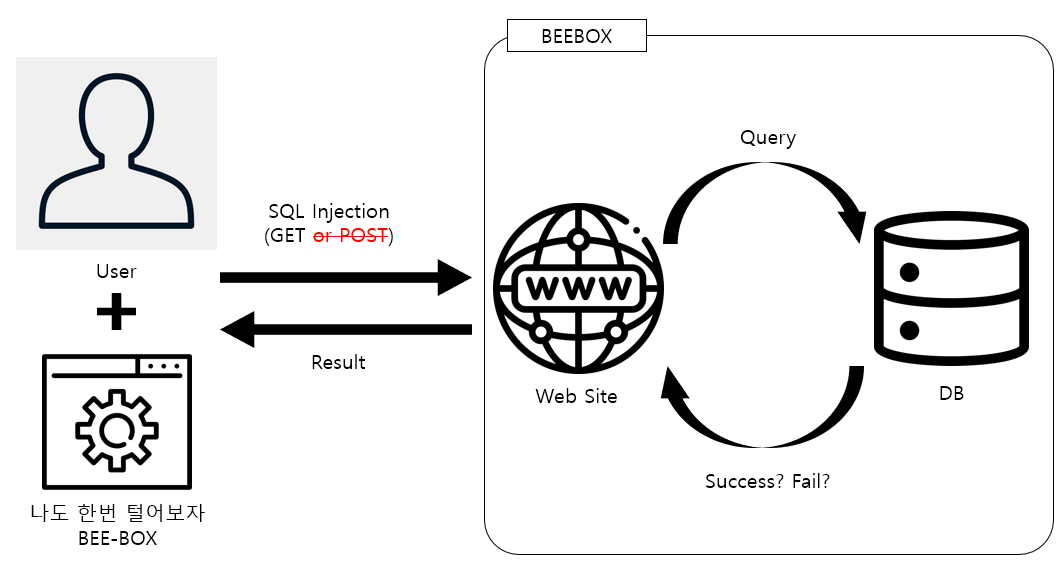 BEEBOX
Query
SQL Injection
(GET or POST)
User
WWW
Result
Web Site
DB
Success? Fail?
나도 한번 털어보자
BEE-BOX